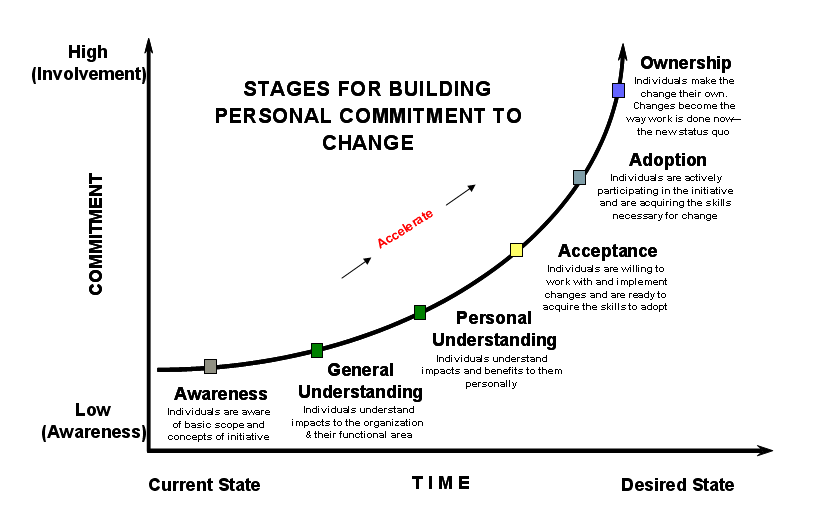 High
(Involvement)
STAGES FOR BUILDING
PERSONAL COMMITMENT TO
CHANGE
Ownership
Individuals make the
change their own.
Changes become the
way work is done now—
the new status quo
Adoption
Individuals are actively
participating in the initiative
and are acquiring the skills
necessary for change
COMMITMENT
Accelerate
Acceptance
Individuals are willing to
work with and implement
changes and are ready to
acquire the skills to adopt
Personal
Understanding
Individuals understand
impacts and benefits to them
personally
General
Understanding
Individuals understand
impacts to the organization
& their functional area
Awareness
Individuals are aware
of basic scope and
concepts of initiative
Low
(Awareness)
Current State
TIME
Desired State